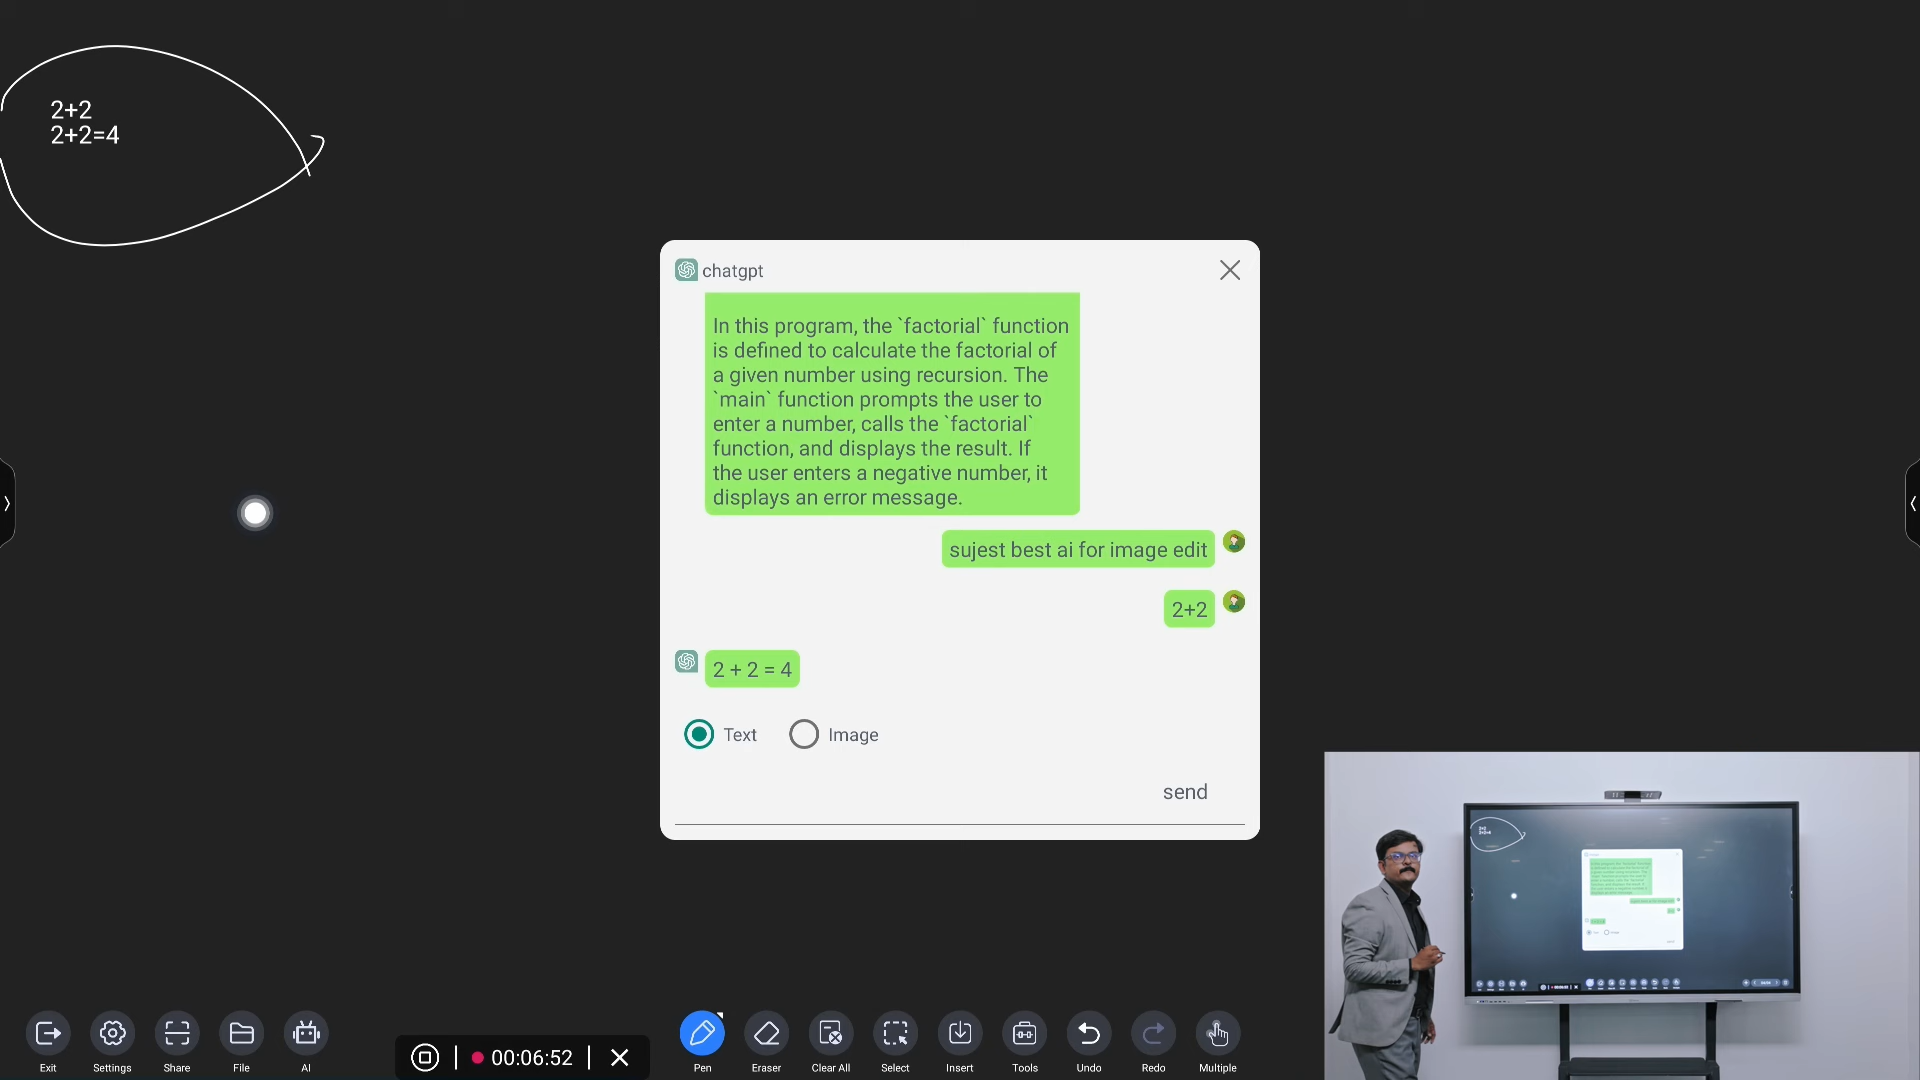 2+2
2+2=4
chatgpt
In this program, the `factorial` function
is defined to calculate the factorial of
a given number using recursion. The
`main` function prompts the user to
enter a number, calls the `factorial`
function, and displays the result. If
the user enters a negative number, it
displays an error message.
sujest best ai for image edit
2+2
2 + 2 = 4
Text Image
send
00:06:52
Exit Settings Share File AI Pen Eraser Clear All Select Insert Tools Undo Redo Multiple